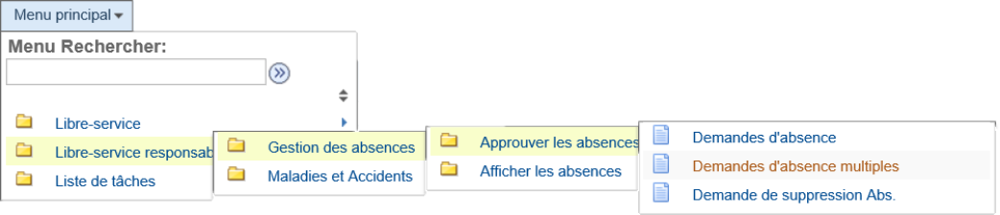 Menu principal
Menu Rechercher:
Libre-service
Libre-service responsab
Liste de tâches
Gestion des absences
Maladies et Accidents
Approuver les absences
Afficher les absences
Demandes d'absence
Demandes d'absence multiples
Demande de suppression Abs.